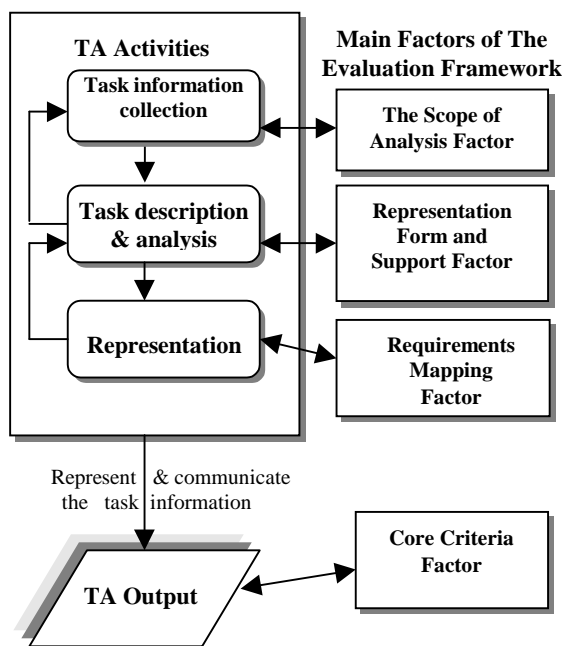 TA Activities
Task information
collection
Task description
& analysis
Representation
Main Factors of The
Evaluation Framework
The Scope of
Analysis Factor
Representation
Form and
Support Factor
Requirements
Mapping
Factor
Represent & communicate
the task information
TA Output
Core Criteria
Factor